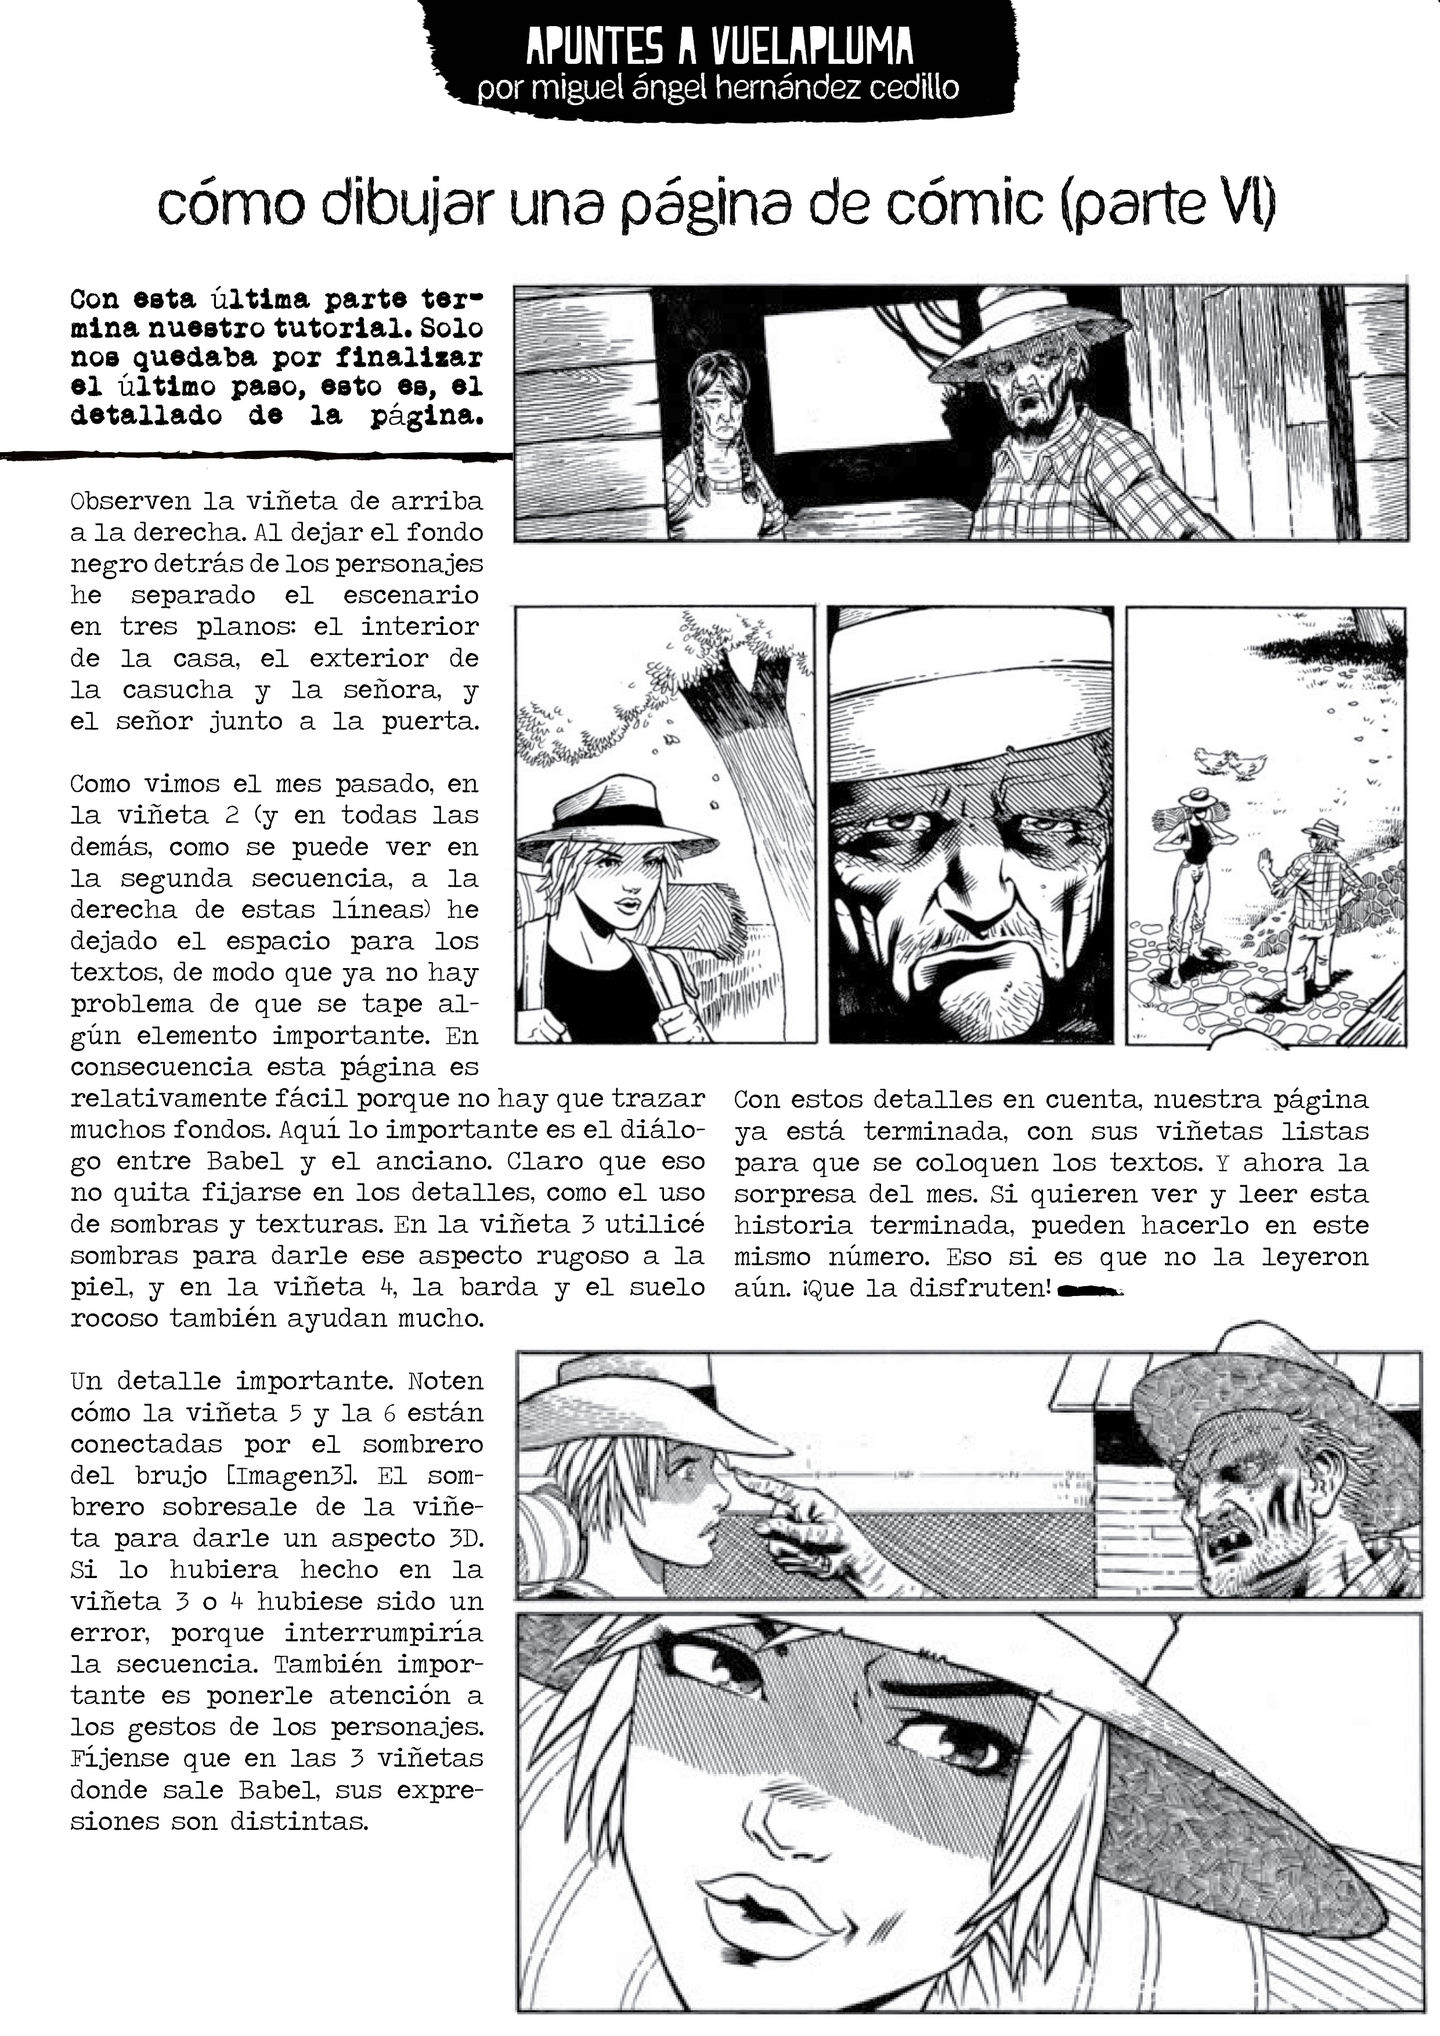 APUNTES A VUELAPLUMA
por miguel ángel hernández cedillo
cómo dibujar una página de cómic (parte VI)
Con esta última parte ter-
mina nuestro tutorial. Solo
nos quedaba por finalizar
el último paso, esto es, el
detallado de la página.
Observen la viñeta de arriba
a la derecha. Al dejar el fondo
negro detrás de los personajes
he separado el escenario
en tres planos: el interior
de la casa, el exterior de
la casucha y la señora, y
el señor junto a la puerta.
Como vimos el mes pasado, en
la viñeta 2 (y en todas las
demás, como se puede ver en
la segunda secuencia, a la
derecha de estas líneas) he
dejado el espacio para los
textos, de modo que ya no hay
problema de que se tape al-
gún elemento importante. En
consecuencia esta página es
relativamente fácil porque no hay que trazar
muchos fondos. Aquí lo importante es el diálo-
go entre Babel y el anciano. Claro que eso
no quita fijarse en los detalles, como el uso
de sombras y texturas. En la viñeta 3 utilicé
sombras para darle ese aspecto rugoso a la
piel, y en la viñeta 4, la barda y el suelo
rocoso también ayudan mucho.
Un detalle importante. Noten
cómo la viñeta 5 y la 6 están
conectadas por el sombrero
del brujo [Imagen3]. El som-
brero sobresale de la viñe-
ta para darle un aspecto 3D.
Si lo hubiera hecho en la
viñeta 3 o 4 hubiese sido un
error, porque interrumpiría
la secuencia. También impor-
tante es ponerle atención a
los gestos de los personajes.
Fíjense que en las 3 viñetas
donde sale Babel, sus expre-
siones son distintas.
Con estos detalles en cuenta, nuestra página
ya está terminada, con sus viñetas listas
para que se coloquen los textos. Y ahora la
sorpresa del mes. Si quieren ver y leer esta
historia terminada, pueden hacerlo en este
mismo número. Eso si es que no la leyeron
aún. ¡Que la disfruten!